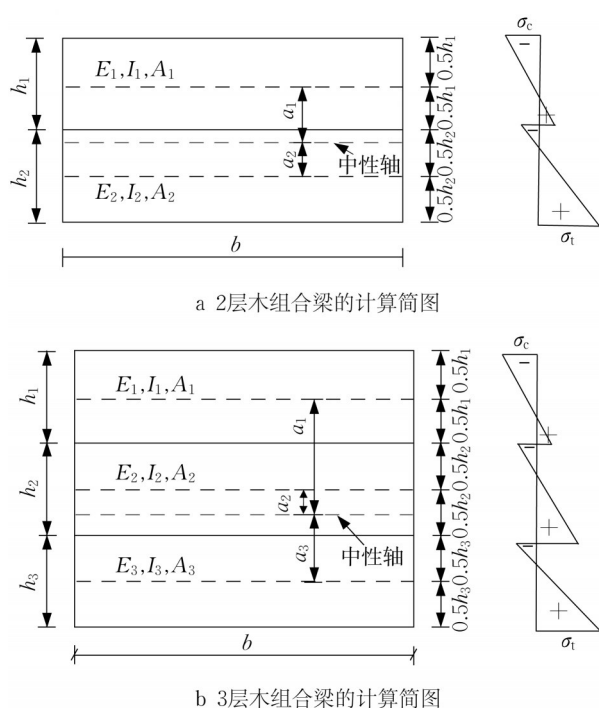 σc
h₁
E₁,I₁,A₁
0.5h₁
a₁
0.5h₁
h₂
a₂
中性轴
0.5h₂
E₂,I₂,A₂
0.5h₂
b
σt
a 2层木组合梁的计算简图
σc
h₁
E₁,I₁,A₁
0.5h₁
a₁
0.5h₁
h₂
E₂,I₂,A₂
0.5h₂
a₂
0.5h₂
中性轴
h₃
E₃,I₃,A₃
a₃
0.5h₃
0.5h₃
b
σt
b 3层木组合梁的计算简图